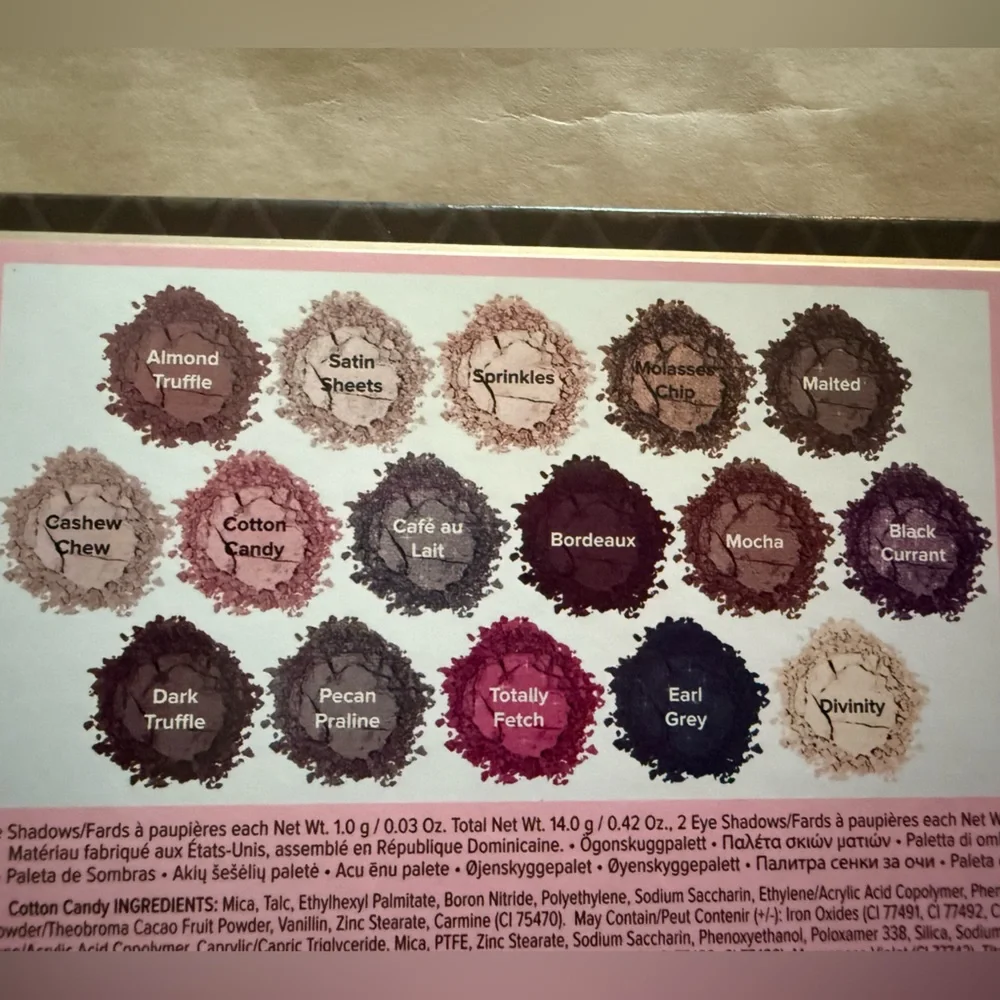 Almond
Truffle
Satin
Sheets
Sprinkles
Molasses
Chip
Malted
Cashew
Chew
Cotton
Candy
Café au
Lait
Bordeaux
Mocha
Black
Currant
Dark
Truffle
Pecan
Praline
Totally
Fetch
Earl
Grey
Divinity
Shadows/Fards à paupières each Net Wt. 1.0 g / 0.03 Oz. Total Net Wt. 14.0 g / 0.42 Oz., 2 Eye Shadows/Fards à paupières each Net
Matériau fabriqué aux États-Unis, assemblé en République Dominicaine. • Ögonskuggpalett • Παλέτα σκιών ματιών • Paletta di
Paleta de Sombras • Akių šešėlių paletė • Acu ēnu palete • Øjenskyggepalet • Øyenskyggepalett • Палитра сенки за очи • Paleta
Cotton Candy INGREDIENTS: Mica, Talc, Ethylhexyl Palmitate, Boron Nitride, Polyethylene, Sodium Saccharin, Ethylene/Acrylic Acid Copolymer,
Cacao Fruit Powder, Vanillin, Zinc Stearate, Carmine (CI 75470). May Contain/Peut Contenir (+/-): Iron Oxides (CI 77491, CI 77492,
Acid Copolymer, Caprylic/Capric Triglyceride, Mica, PTFE, Zinc Stearate, Sodium Saccharin, Phenoxyethanol, Poloxamer 338, Silica, Sodium